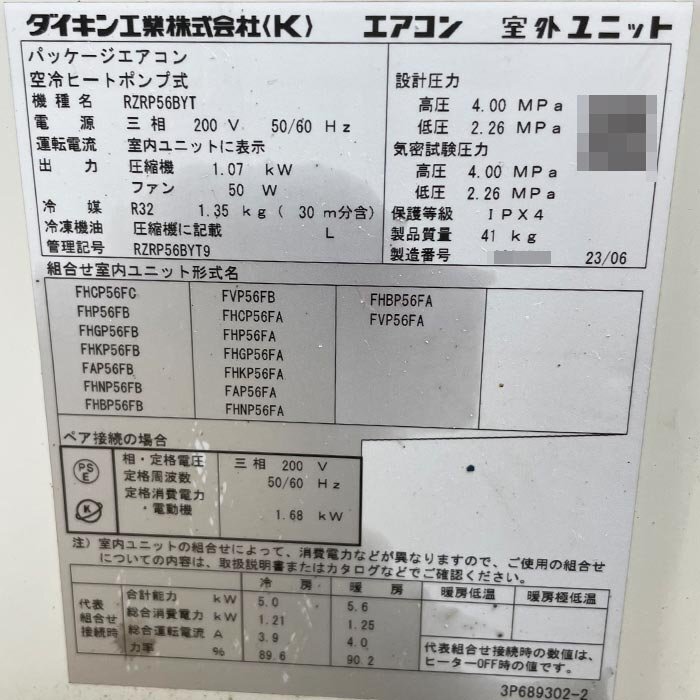 ダイキン工業株式会社〈K〉 エアコン 室外ユニット
パッケージエアコン
空冷ヒートポンプ式
機種名 RZRP56BYT
電源 三相 200 V 50/60 Hz
運転電流 室内ユニットに表示
出力 圧縮機 1.07 kW
ファン 50 W
冷媒 R32 1.35 kg ( 30 m分含)
冷凍機油 圧縮機に記載 L
管理記号 RZRP56BYT9
設計圧力
高圧 4.00 MPa
低圧 2.26 MPa
気密試験圧力
高圧 4.00 MPa
低圧 2.26 MPa
保護等級 IPX4
製品質量 41 kg
製造番号 23/06
組合せ室内ユニット形式名
FHCP56FC FVP56FB FHBP56FA
FHP56FB FHCP56FA FVP56FA
FHGP56FB FHP56FA
FHKP56FB FHGP56FA
FAP56FB FHKP56FA
FHNP56FB FAP56FA
FHBP56FB FHNP56FA
ペア接続の場合
PSE
K
相・定格電圧 三相 200 V
定格周波数 50/60 Hz
定格消費電力
・電動機 1.68 kW
注) 室内ユニットの組合せによって、消費電力などが異なりますので、ご使用の組合せ
についての内容は、取扱説明書またはカタログなどでご確認ください。
代表
組合せ
接続時
冷房 暖房 暖房低温 暖房極低温
合計能力 kW 5.0 5.6
総合消費電力 kW 1.21 1.25
総合運転電流 A 3.9 4.0
力率 % 89.6 90.2
代表組合せ接続時の数値は、
ヒーターOFF時の値です。
3P689302-2